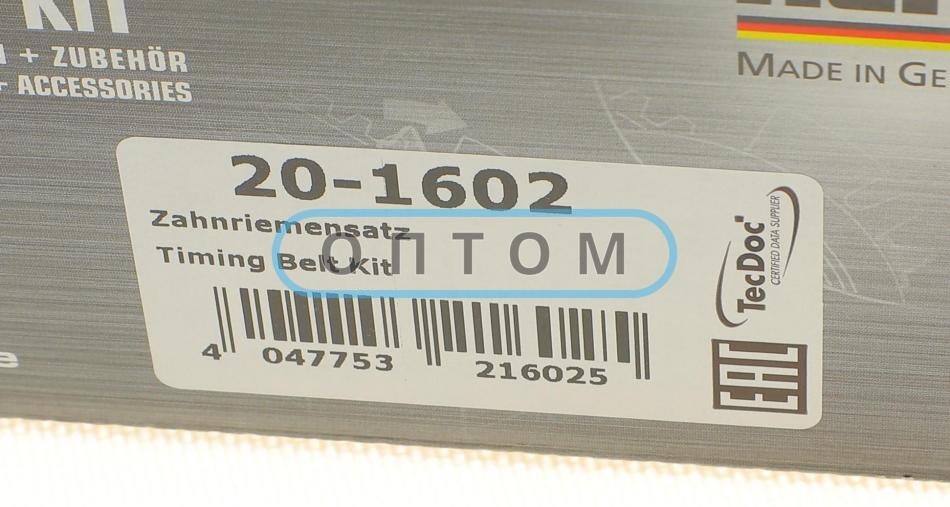 KIT
+ ZUBEHÖR
+ ACCESSORIES
MADE IN GE
20-1602
Zahnriemensatz
Timing Belt Kit
ОПТОМ
4 047753 216025
TecDoc
CERTIFIED DATA SUPPLIER
EAC